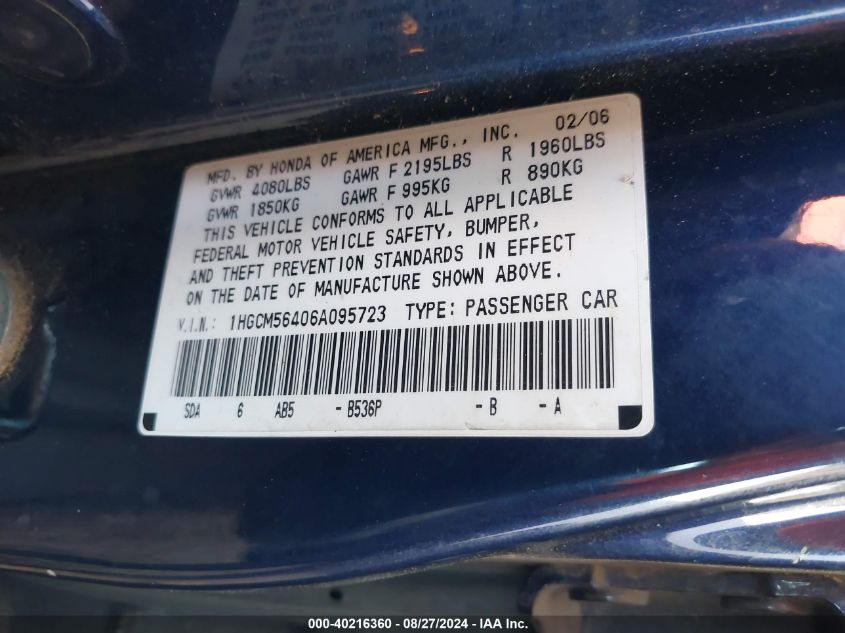 MFD. BY HONDA OF AMERICA MFG., INC. 02/06
GVWR 4080LBS GAWR F 2195LBS R 1960LBS
GVWR 1850KG GAWR F 995KG R 890KG
THIS VEHICLE CONFORMS TO ALL APPLICABLE
FEDERAL MOTOR VEHICLE SAFETY, BUMPER,
AND THEFT PREVENTION STANDARDS IN EFFECT
ON THE DATE OF MANUFACTURE SHOWN ABOVE.
V.I.N.: 1HGCM56406A095723 TYPE: PASSENGER CAR
SDA 6 AB5 - B536P - B - A
000-40216360 - 08/27/2024 - IAAI.COM